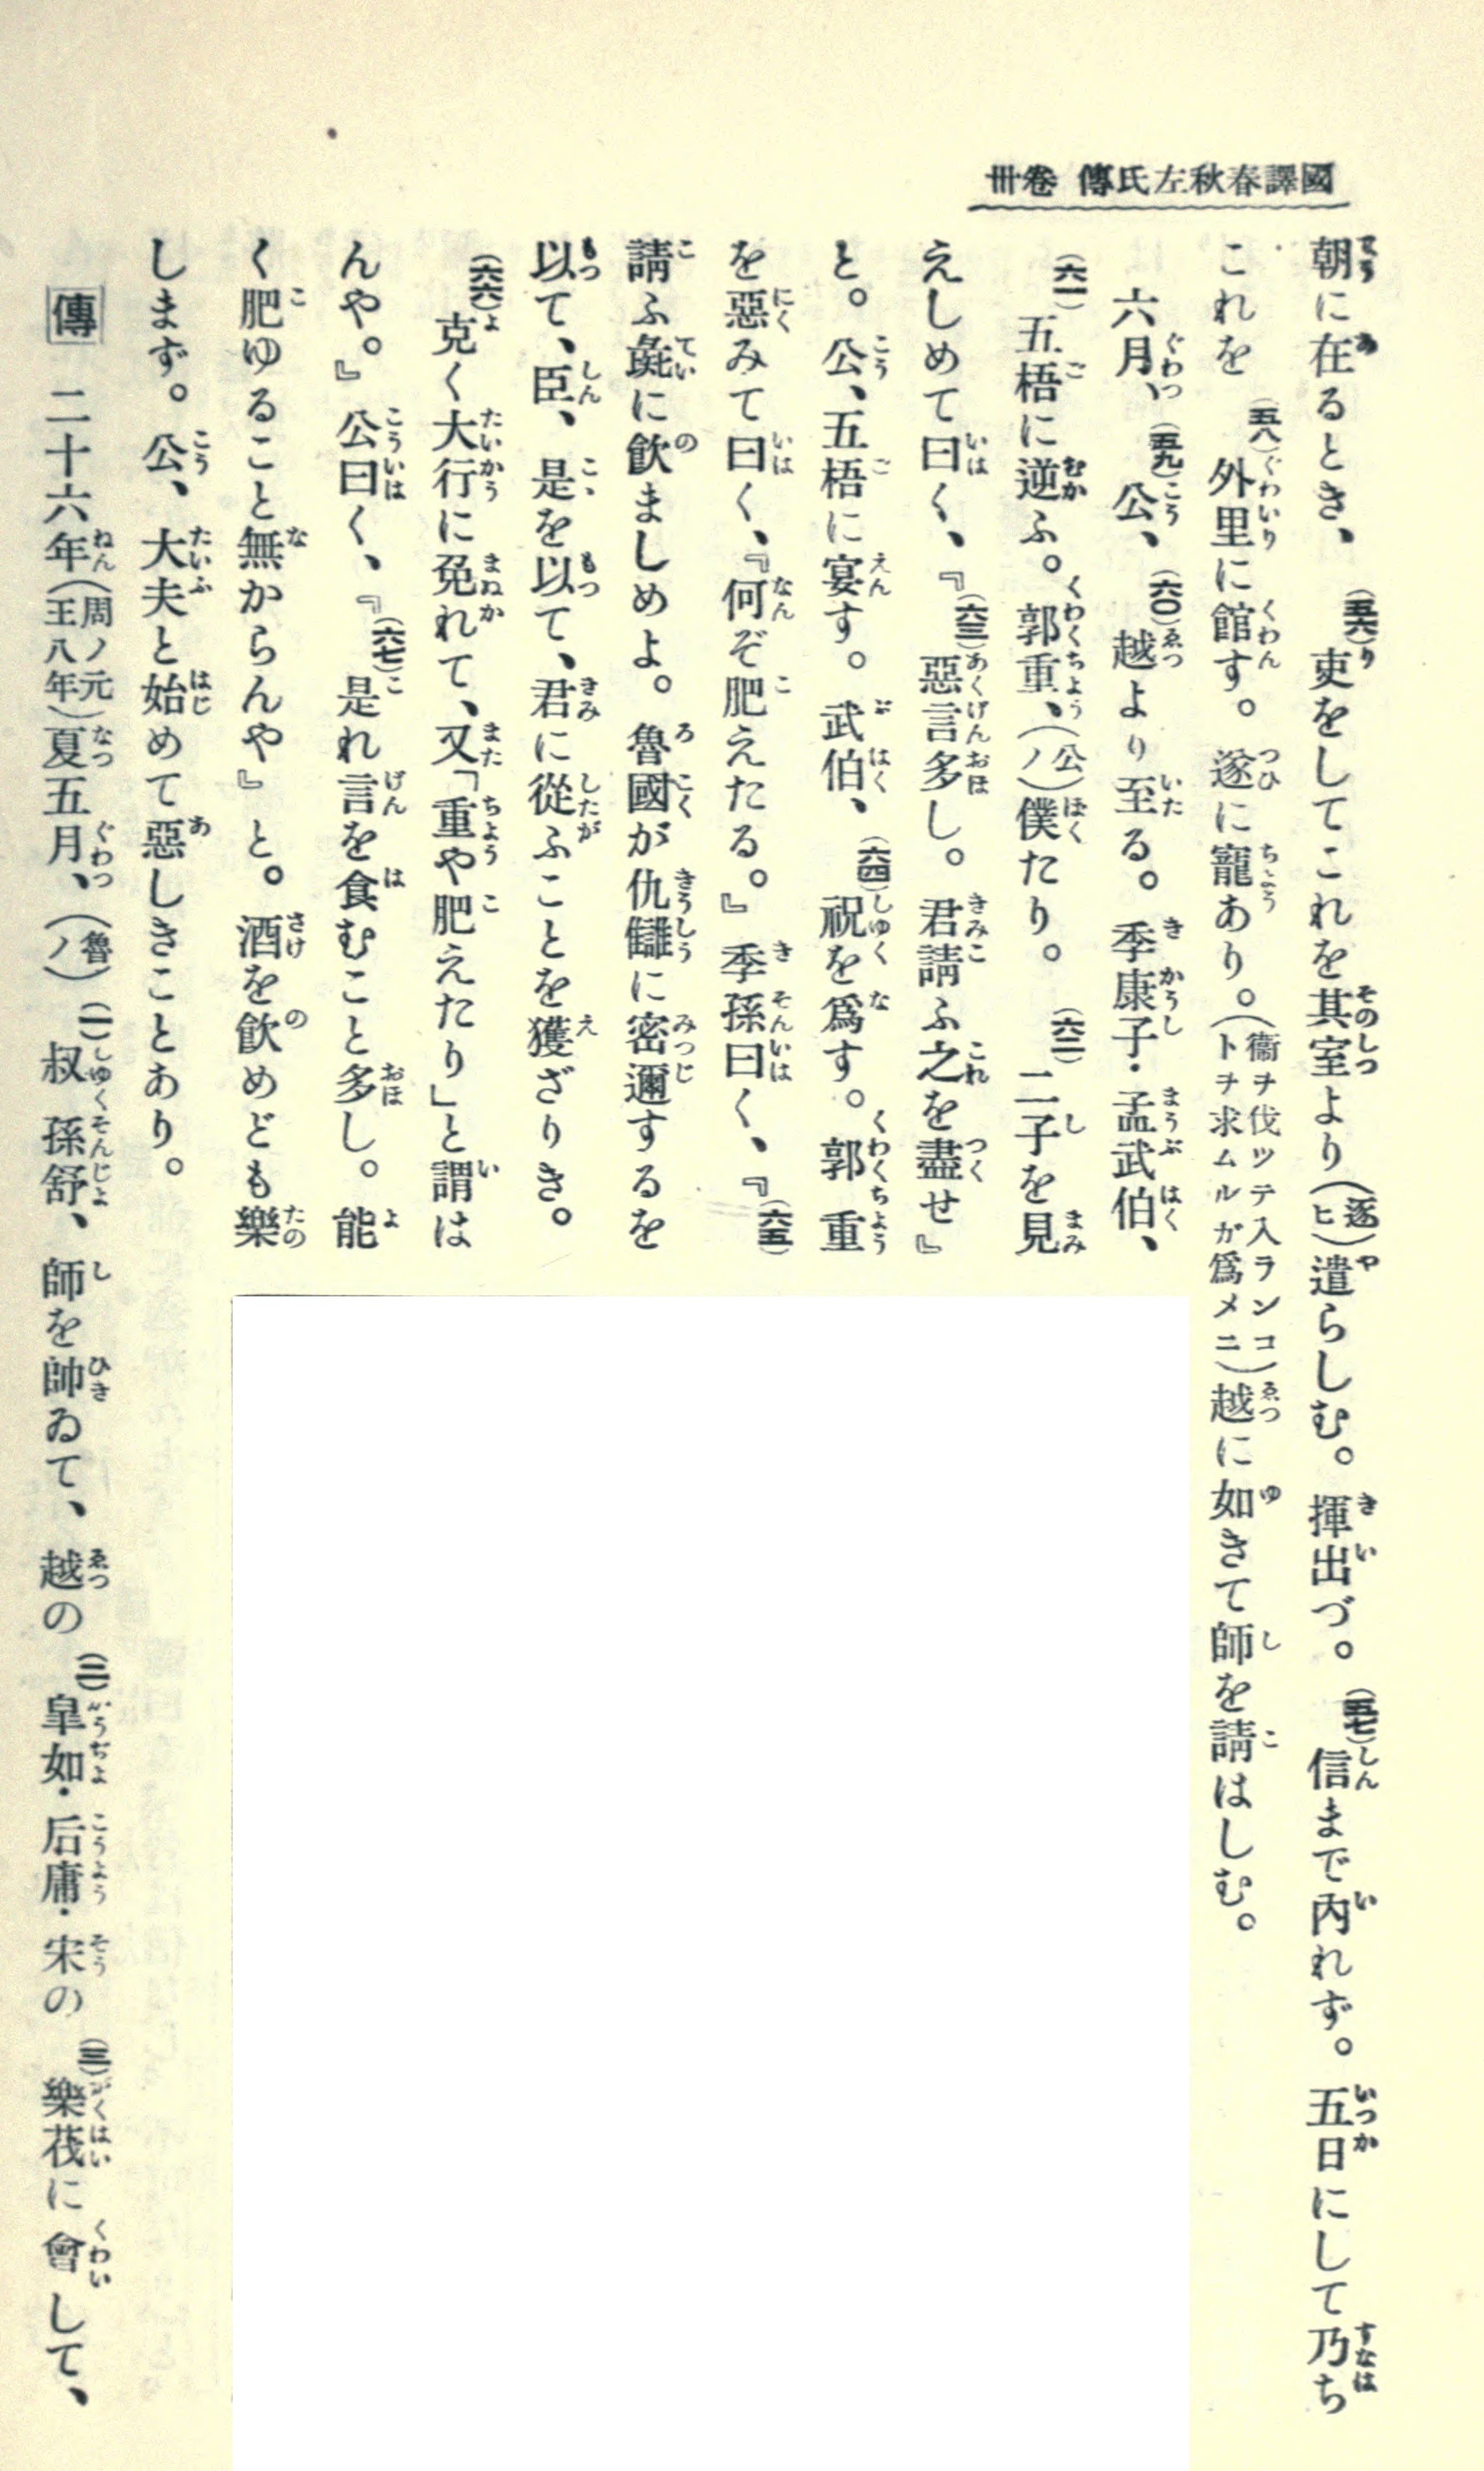 國譯春秋左氏傳 卷卅
朝に在るとき、(五六)吏をしてこれを其室より(逐ヒ)遣らしむ。揮出づ。(五七)信まで內れず。五日にして乃ち
これを(五八)外里に館す。遂に寵あり。(衞ヲ伐ツテ入ランコトヲ求ムルガ爲メニ)越に如きて師を請はしむ。
六月、(五九)公、(六〇)越より至る。季康子・孟武伯、
(六一)五梧に逆ふ。郭重、(公ノ)僕たり。(六二)二子を見
えしめて曰く、『(六三)惡言多し。君請ふ之を盡せ』
と。公、五梧に宴す。武伯、(六四)祝を爲す。郭重
を惡みて曰く、『何ぞ肥えたる。』季孫曰く、『(六五)
請ふ彘に飮ましめよ。魯國が仇讎に密邇するを
以て、臣、是を以て、君に從ふことを獲ざりき。
(六六)克く大行に免れて、又「重や肥えたり」と謂は
んや。』公曰く、『(六七)是れ言を食むこと多し。能
く肥ゆること無からんや』と。酒を飮めども樂
しまず。公、大夫と始めて惡しきことあり。
傳 二十六年(周ノ元王八年)夏五月、(魯ノ)(一)叔孫舒、師を帥ゐて、越の(二)皐如・后庸・宋の(三)樂茷に會して、